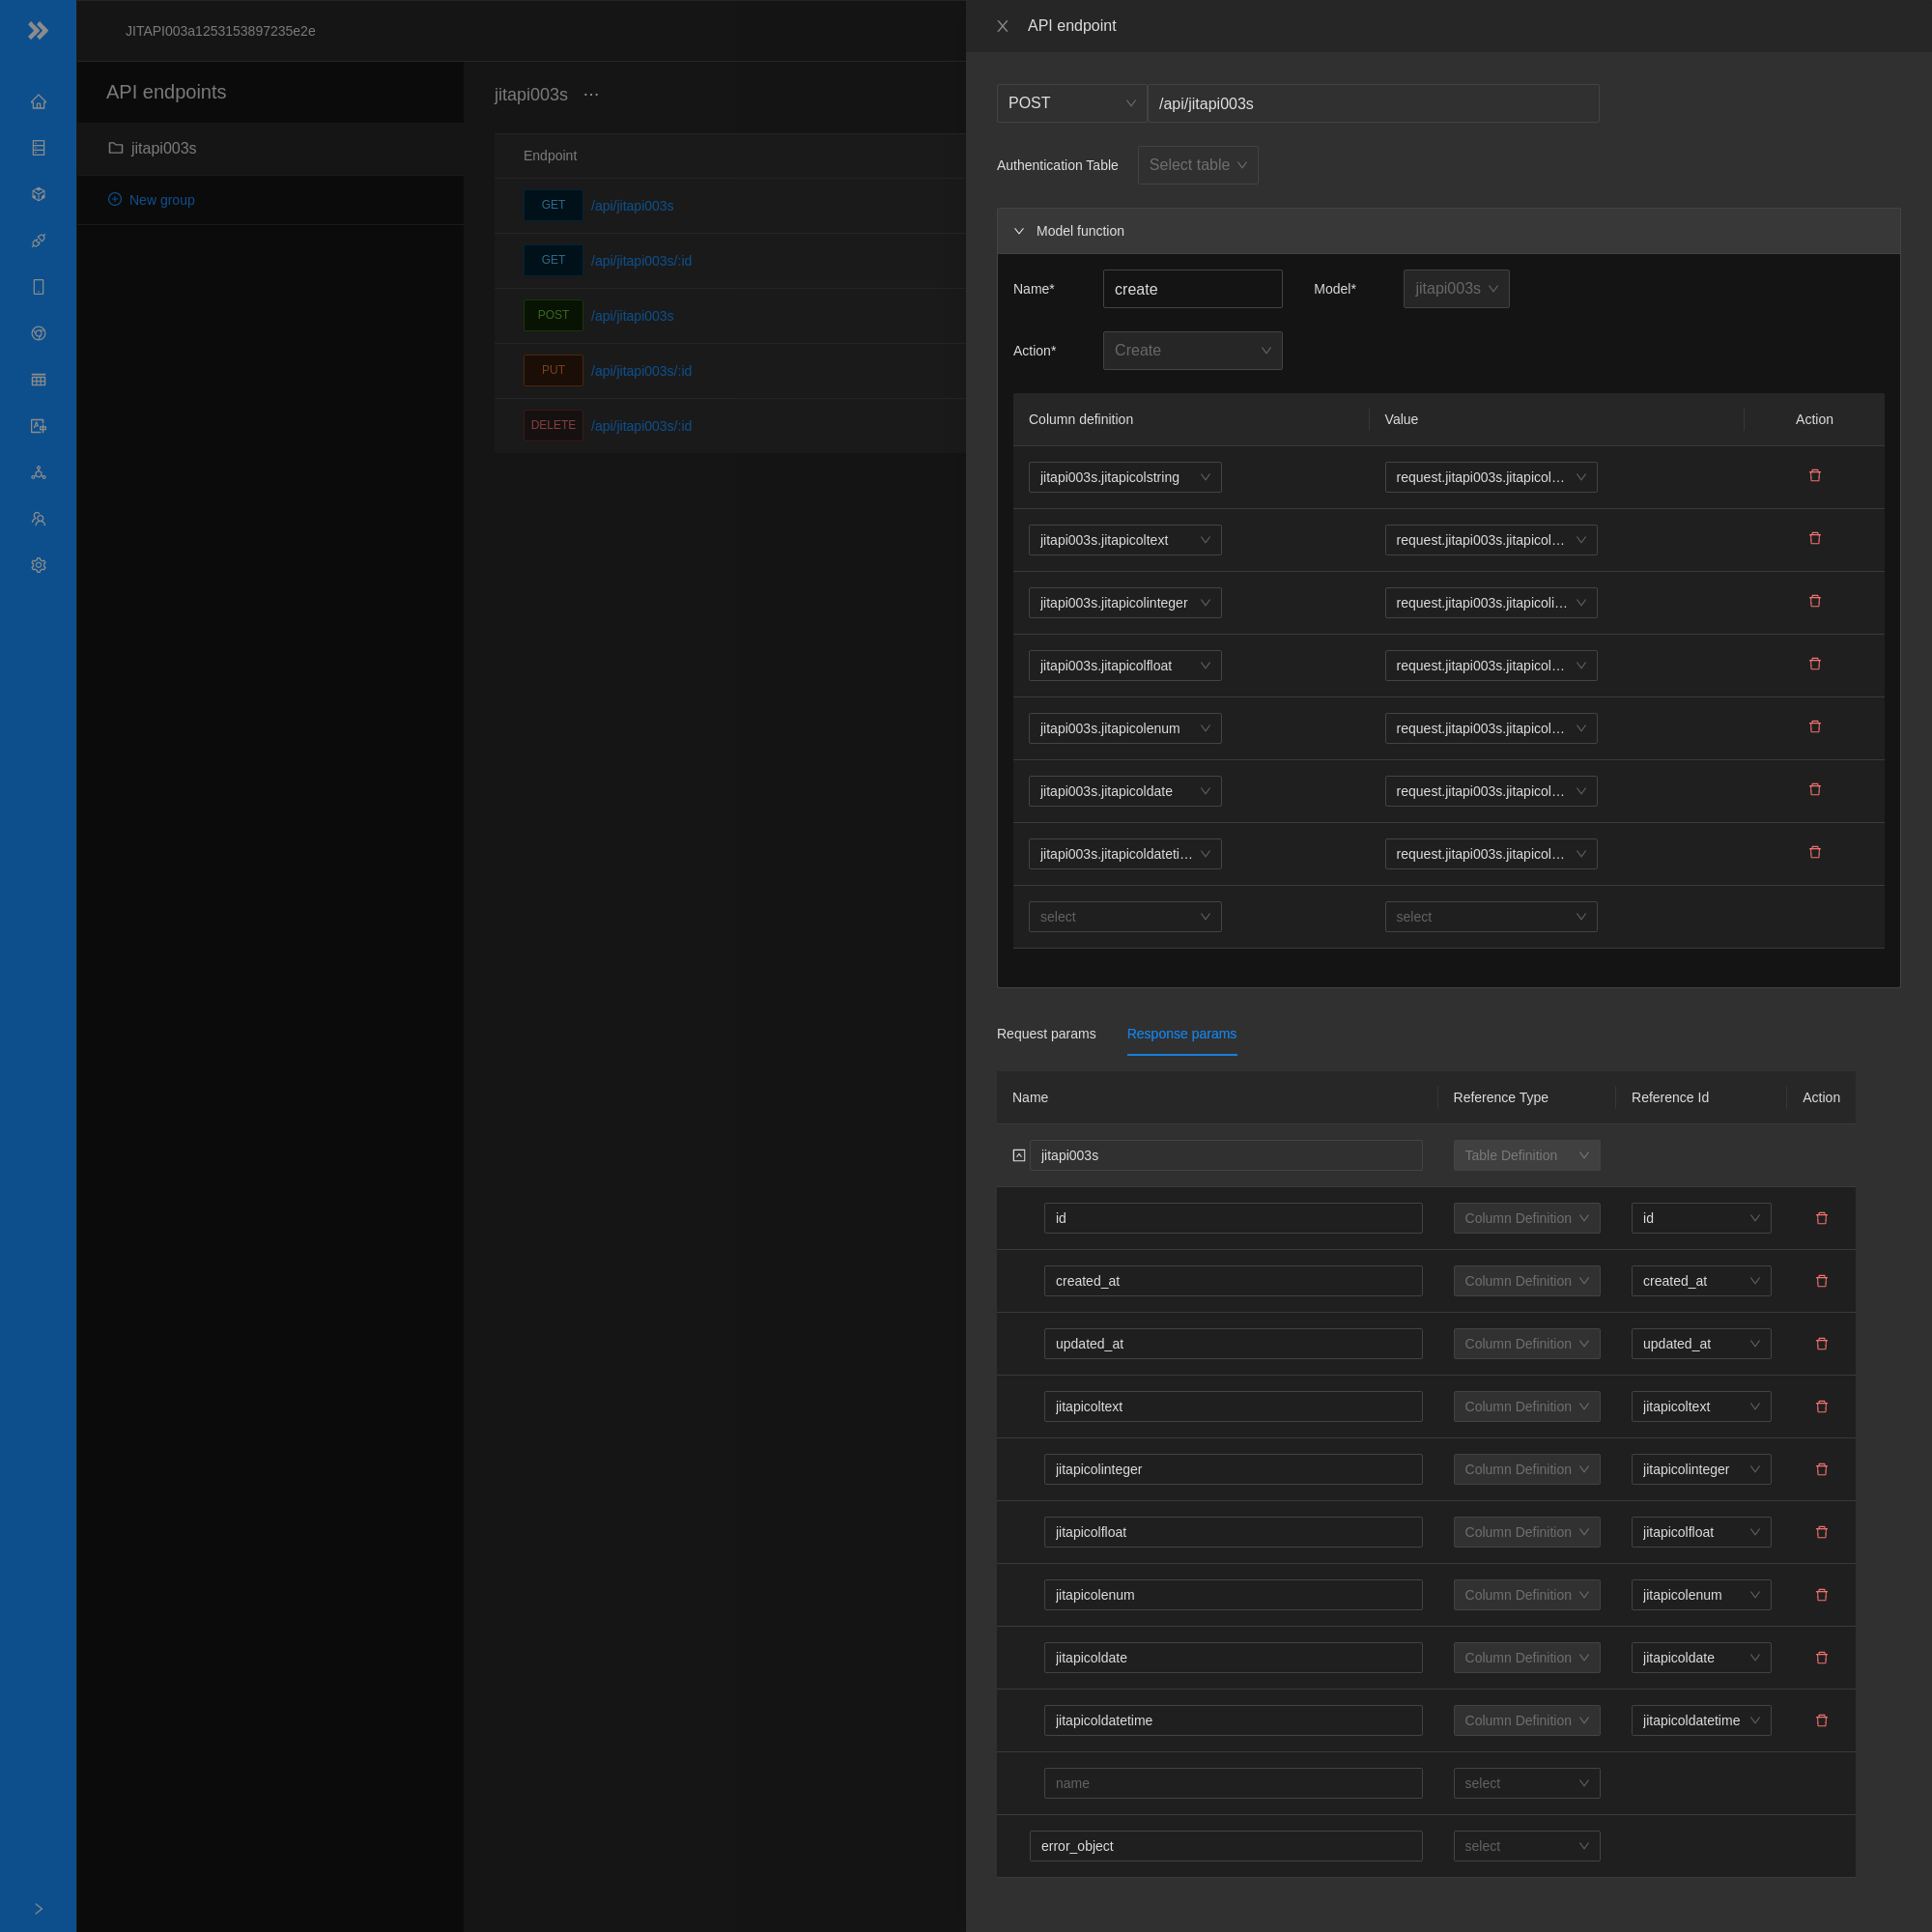 JITAPI003a1253153897235e2e
API endpoints
jitapi003s
New group
jitapi003s ···
Endpoint
GET /api/jitapi003s
GET /api/jitapi003s/:id
POST /api/jitapi003s
PUT /api/jitapi003s/:id
DELETE /api/jitapi003s/:id
API endpoint
POST /api/jitapi003s
Authentication Table Select table
Model function
Name* create Model* jitapi003s
Action* Create
Column definition Value Action
jitapi003s.jitapicolstring request.jitapi003s.jitapicol…
jitapi003s.jitapicoltext request.jitapi003s.jitapicol…
jitapi003s.jitapicolinteger request.jitapi003s.jitapicoli…
jitapi003s.jitapicolfloat request.jitapi003s.jitapicol…
jitapi003s.jitapicolenum request.jitapi003s.jitapicol…
jitapi003s.jitapicoldate request.jitapi003s.jitapicol…
jitapi003s.jitapicoldateti… request.jitapi003s.jitapicol…
select select
Request params Response params
Name Reference Type Reference Id Action
jitapi003s Table Definition
id Column Definition id
created_at Column Definition created_at
updated_at Column Definition updated_at
jitapicoltext Column Definition jitapicoltext
jitapicolinteger Column Definition jitapicolinteger
jitapicolfloat Column Definition jitapicolfloat
jitapicolenum Column Definition jitapicolenum
jitapicoldate Column Definition jitapicoldate
jitapicoldatetime Column Definition jitapicoldatetime
name select
error_object select